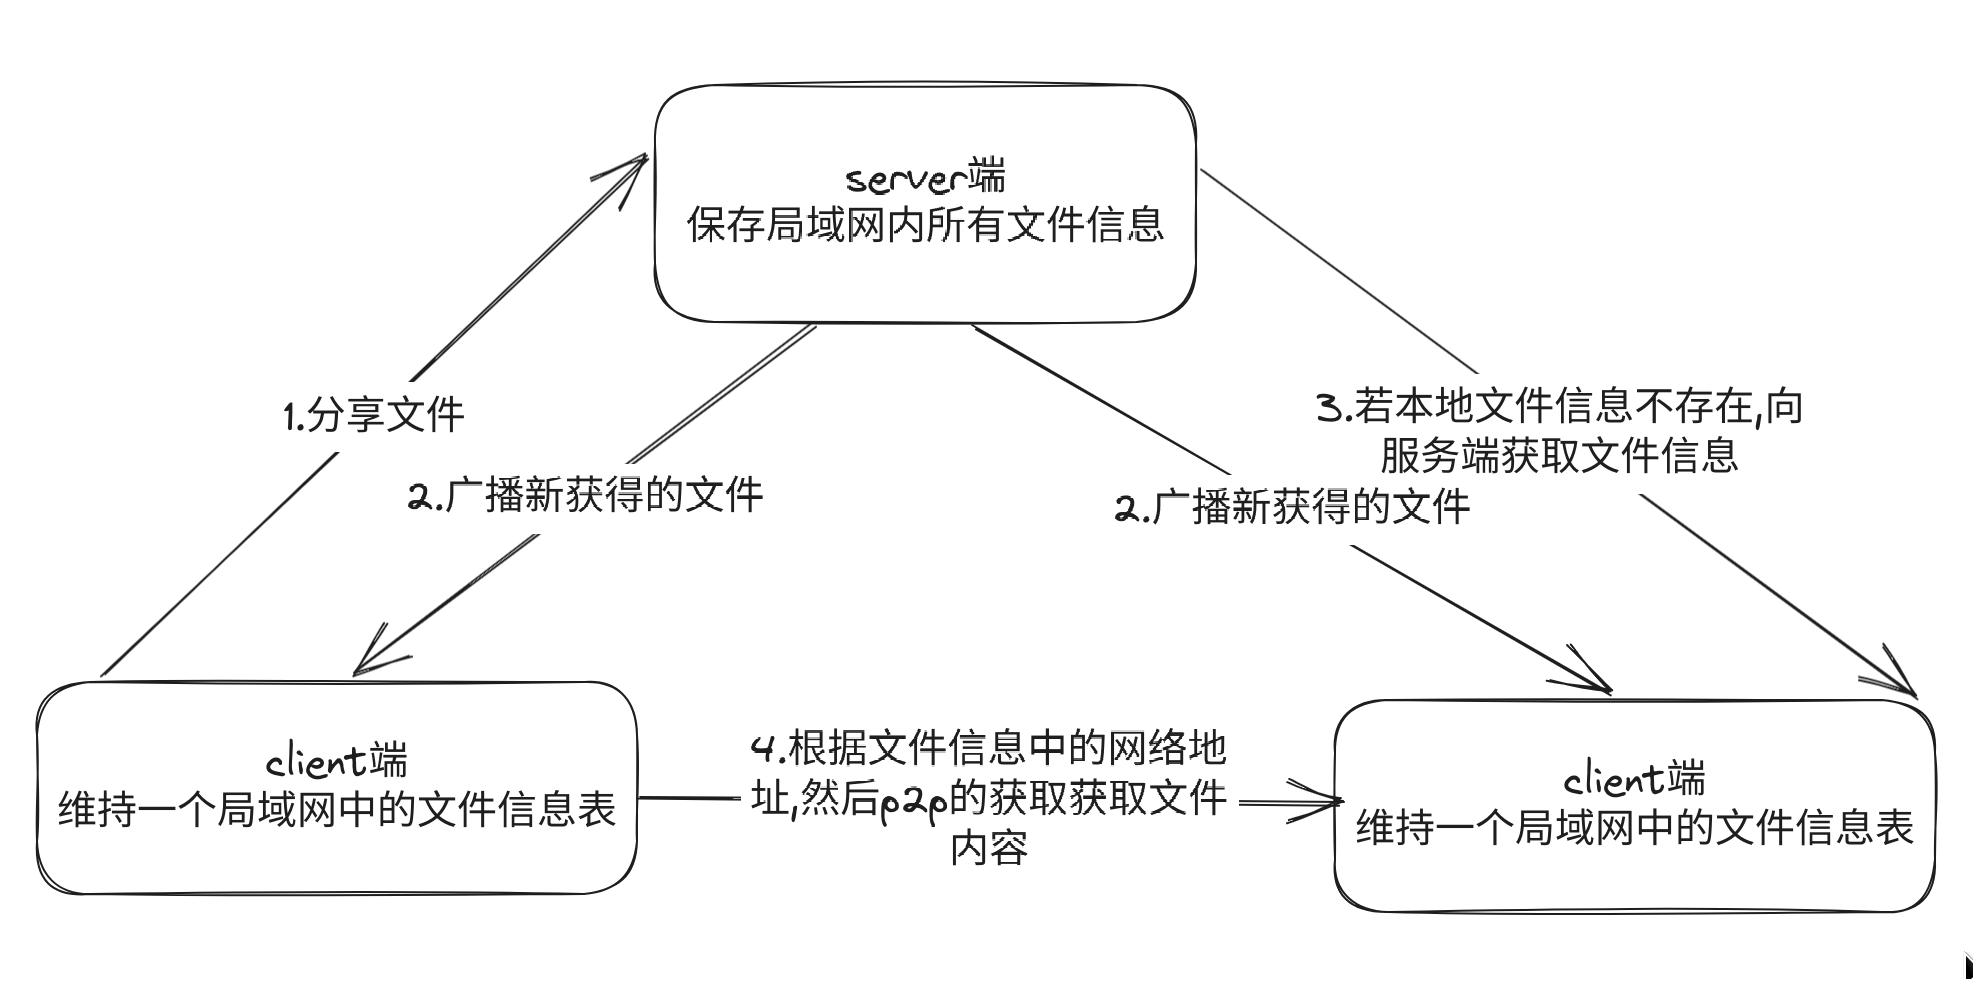 server端
保存局域网内所有文件信息
1.分享文件
2.广播新获得的文件
3.若本地文件信息不存在,向
服务端获取文件信息
2.广播新获得的文件
client端
维持一个局域网中的文件信息表
4.根据文件信息中的网络地
址,然后p2p的获取获取文件
内容
client端
维持一个局域网中的文件信息表